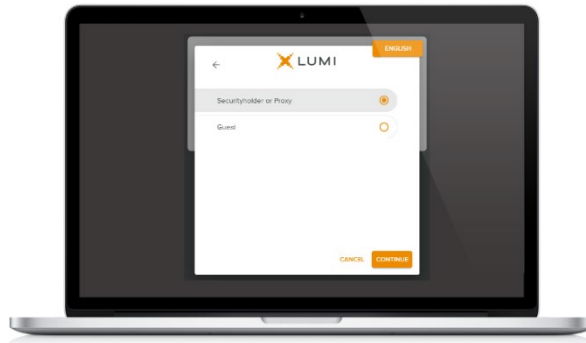 ENGLISH
LUMI
Securityholder or Proxy
Guest
CANCEL CONTINUE